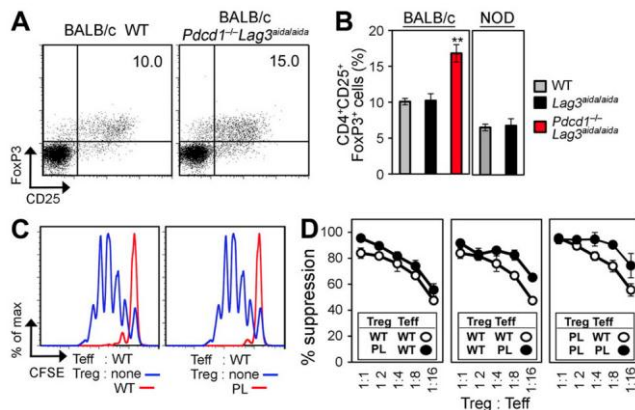 A
BALB/c WT
BALB/c
Pdcd1–/–Lag3aida/aida
10.0
15.0
FoxP3
CD25
B
BALB/c
NOD
CD4+CD25+
FoxP3+ cells (%)
20
15
10
5
0
**
WT
Lag3aida/aida
Pdcd1–/–
Lag3aida/aida
C
% of max
CFSE
Teff : WT
Treg : none
WT
Teff : WT
Treg : none
PL
D
% suppression
100
80
60
40
20
0
Treg Teff
WT WT
PL WT
Treg Teff
WT WT
WT PL
Treg Teff
PL WT
PL PL
1:1
1:2
1:4
1:8
1:16
1:1
1 2
1:4
1:8
1:16
1:1
1 2
1:4
1:8
1:16
Treg : Teff